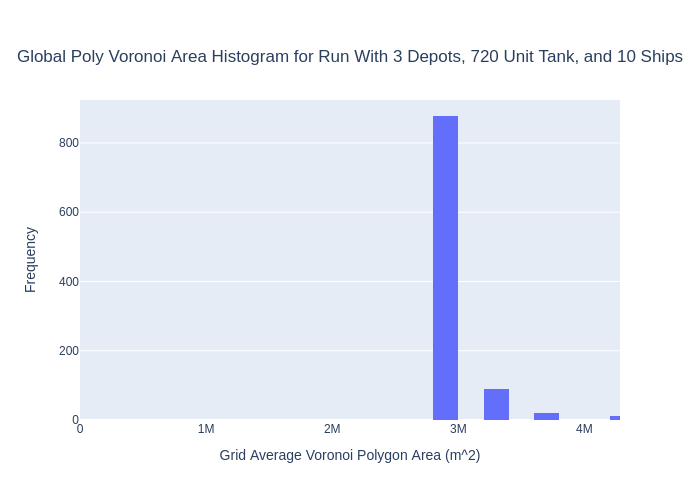 Global Poly Voronoi Area Histogram for Run With 3 Depots, 720 Unit Tank, and 10 Ships
800
600
400
200
0
Frequency
0 1M 2M 3M 4M
Grid Average Voronoi Polygon Area (m^2)